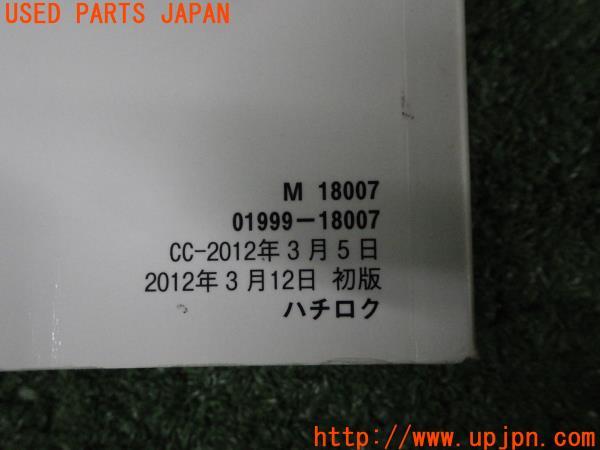 USED PARTS JAPAN
M 18007
01999-18007
CC-2012年3月5日
2012年3月12日 初版
ハチロク
http://www.upjpn.com/